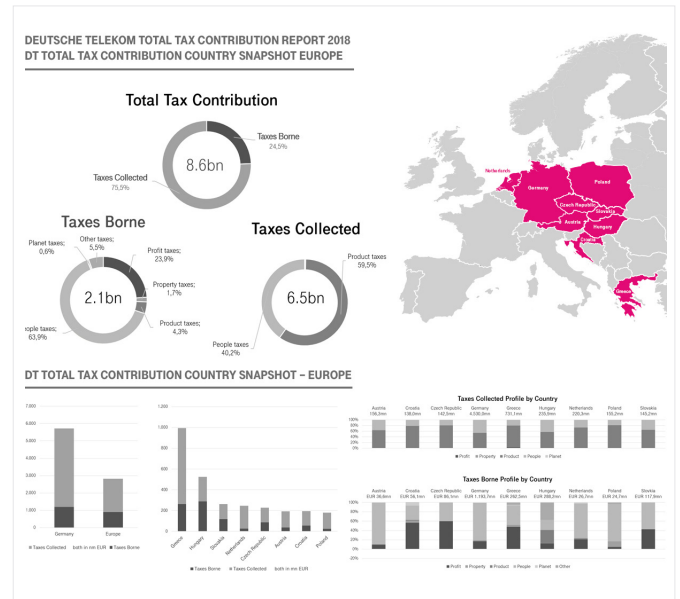 DEUTSCHE TELEKOM TOTAL TAX CONTRIBUTION REPORT 2018
DT TOTAL TAX CONTRIBUTION COUNTRY SNAPSHOT EUROPE
Total Tax Contribution
Taxes Borne
24,5%
8.6bn
Taxes Collected
75,5%
Taxes Borne
Planet taxes;
0,6%
Other taxes;
5,5%
Profit taxes;
23,9%
Property taxes;
1,7%
2.1bn
Product taxes;
4,3%
ople taxes;
63,9%
Taxes Collected
Product taxes
59,5%
6.5bn
People taxes
40,2%
Netherlands
Germany
Poland
Czech Republic
Slovakia
Austria
Hungary
Croatia
Greece
DT TOTAL TAX CONTRIBUTION COUNTRY SNAPSHOT – EUROPE
7.000
6.000
5.000
4.000
3.000
2.000
1.000
0
Germany Europe
Taxes Collected both in mn EUR Taxes Borne
1.200
1.000
800
600
400
200
0
Greece Hungary Slovakia Netherlands Czech Republic Austria Croatia Poland
Taxes Borne Taxes Collected both in mn EUR
Taxes Collected Profile by Country
Austria Croatia Czech Republic Germany Greece Hungary Netherlands Poland Slovakia
100%
80%
60%
40%
20%
0%
Profit Property Product People Planet
Taxes Borne Profile by Country
Austria Croatia Czech Republic Germany Greece Hungary Netherlands Poland
100%
80%
60%
40%
20%
0%
20%
Profit Property Product People Planet Other